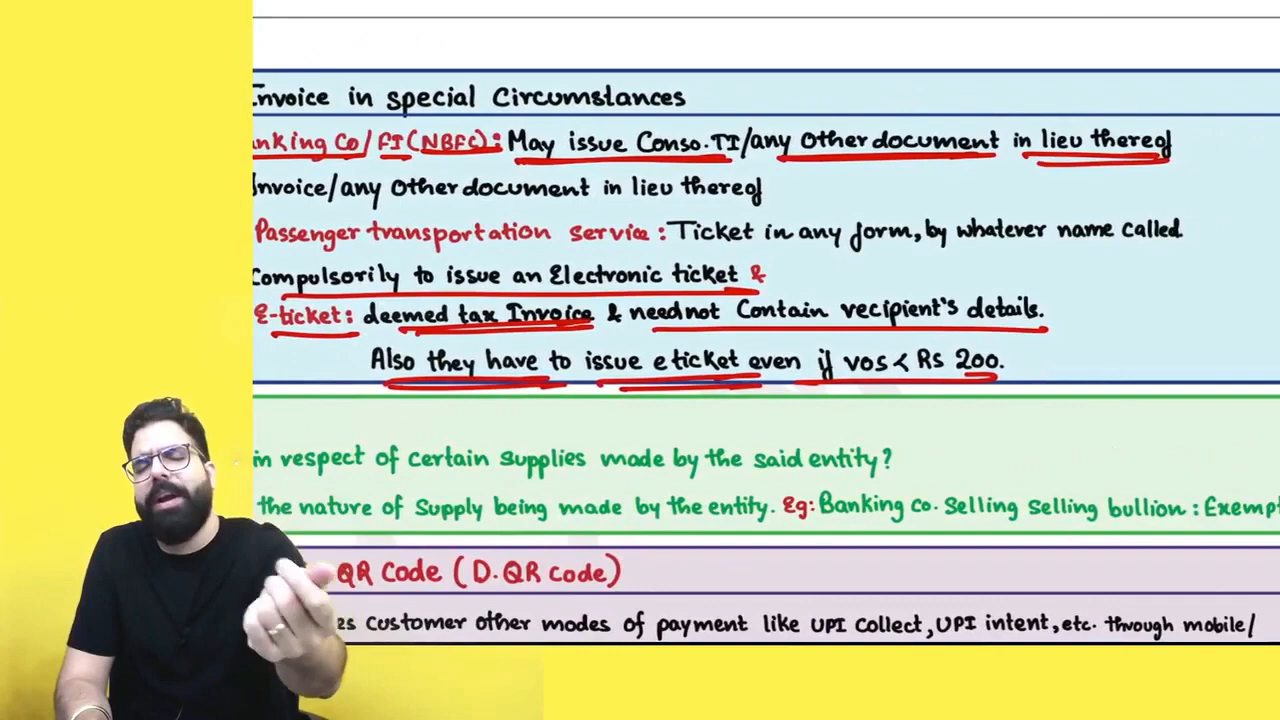 Invoice in special Circumstances
anking Co/FI(NBFC): May issue Conso.TI/any Other document in lieu thereof
Invoice/any Other document in lieu thereof
Passenger transportation service: Ticket in any form, by whatever name called.
Compulsorily to issue an Electronic ticket &
E-ticket: deemed tax Invoice & neednot Contain recipient's details.
Also they have to issue eticket even if VOS < Rs 200.
in respect of certain supplies made by the said entity?
the nature of Supply being made by the entity. Eg: Banking co. Selling selling bullion: Exemp
QR Code (D.QR code)
es customer other modes of payment like UPI collect, UPI intent, etc. through mobile/